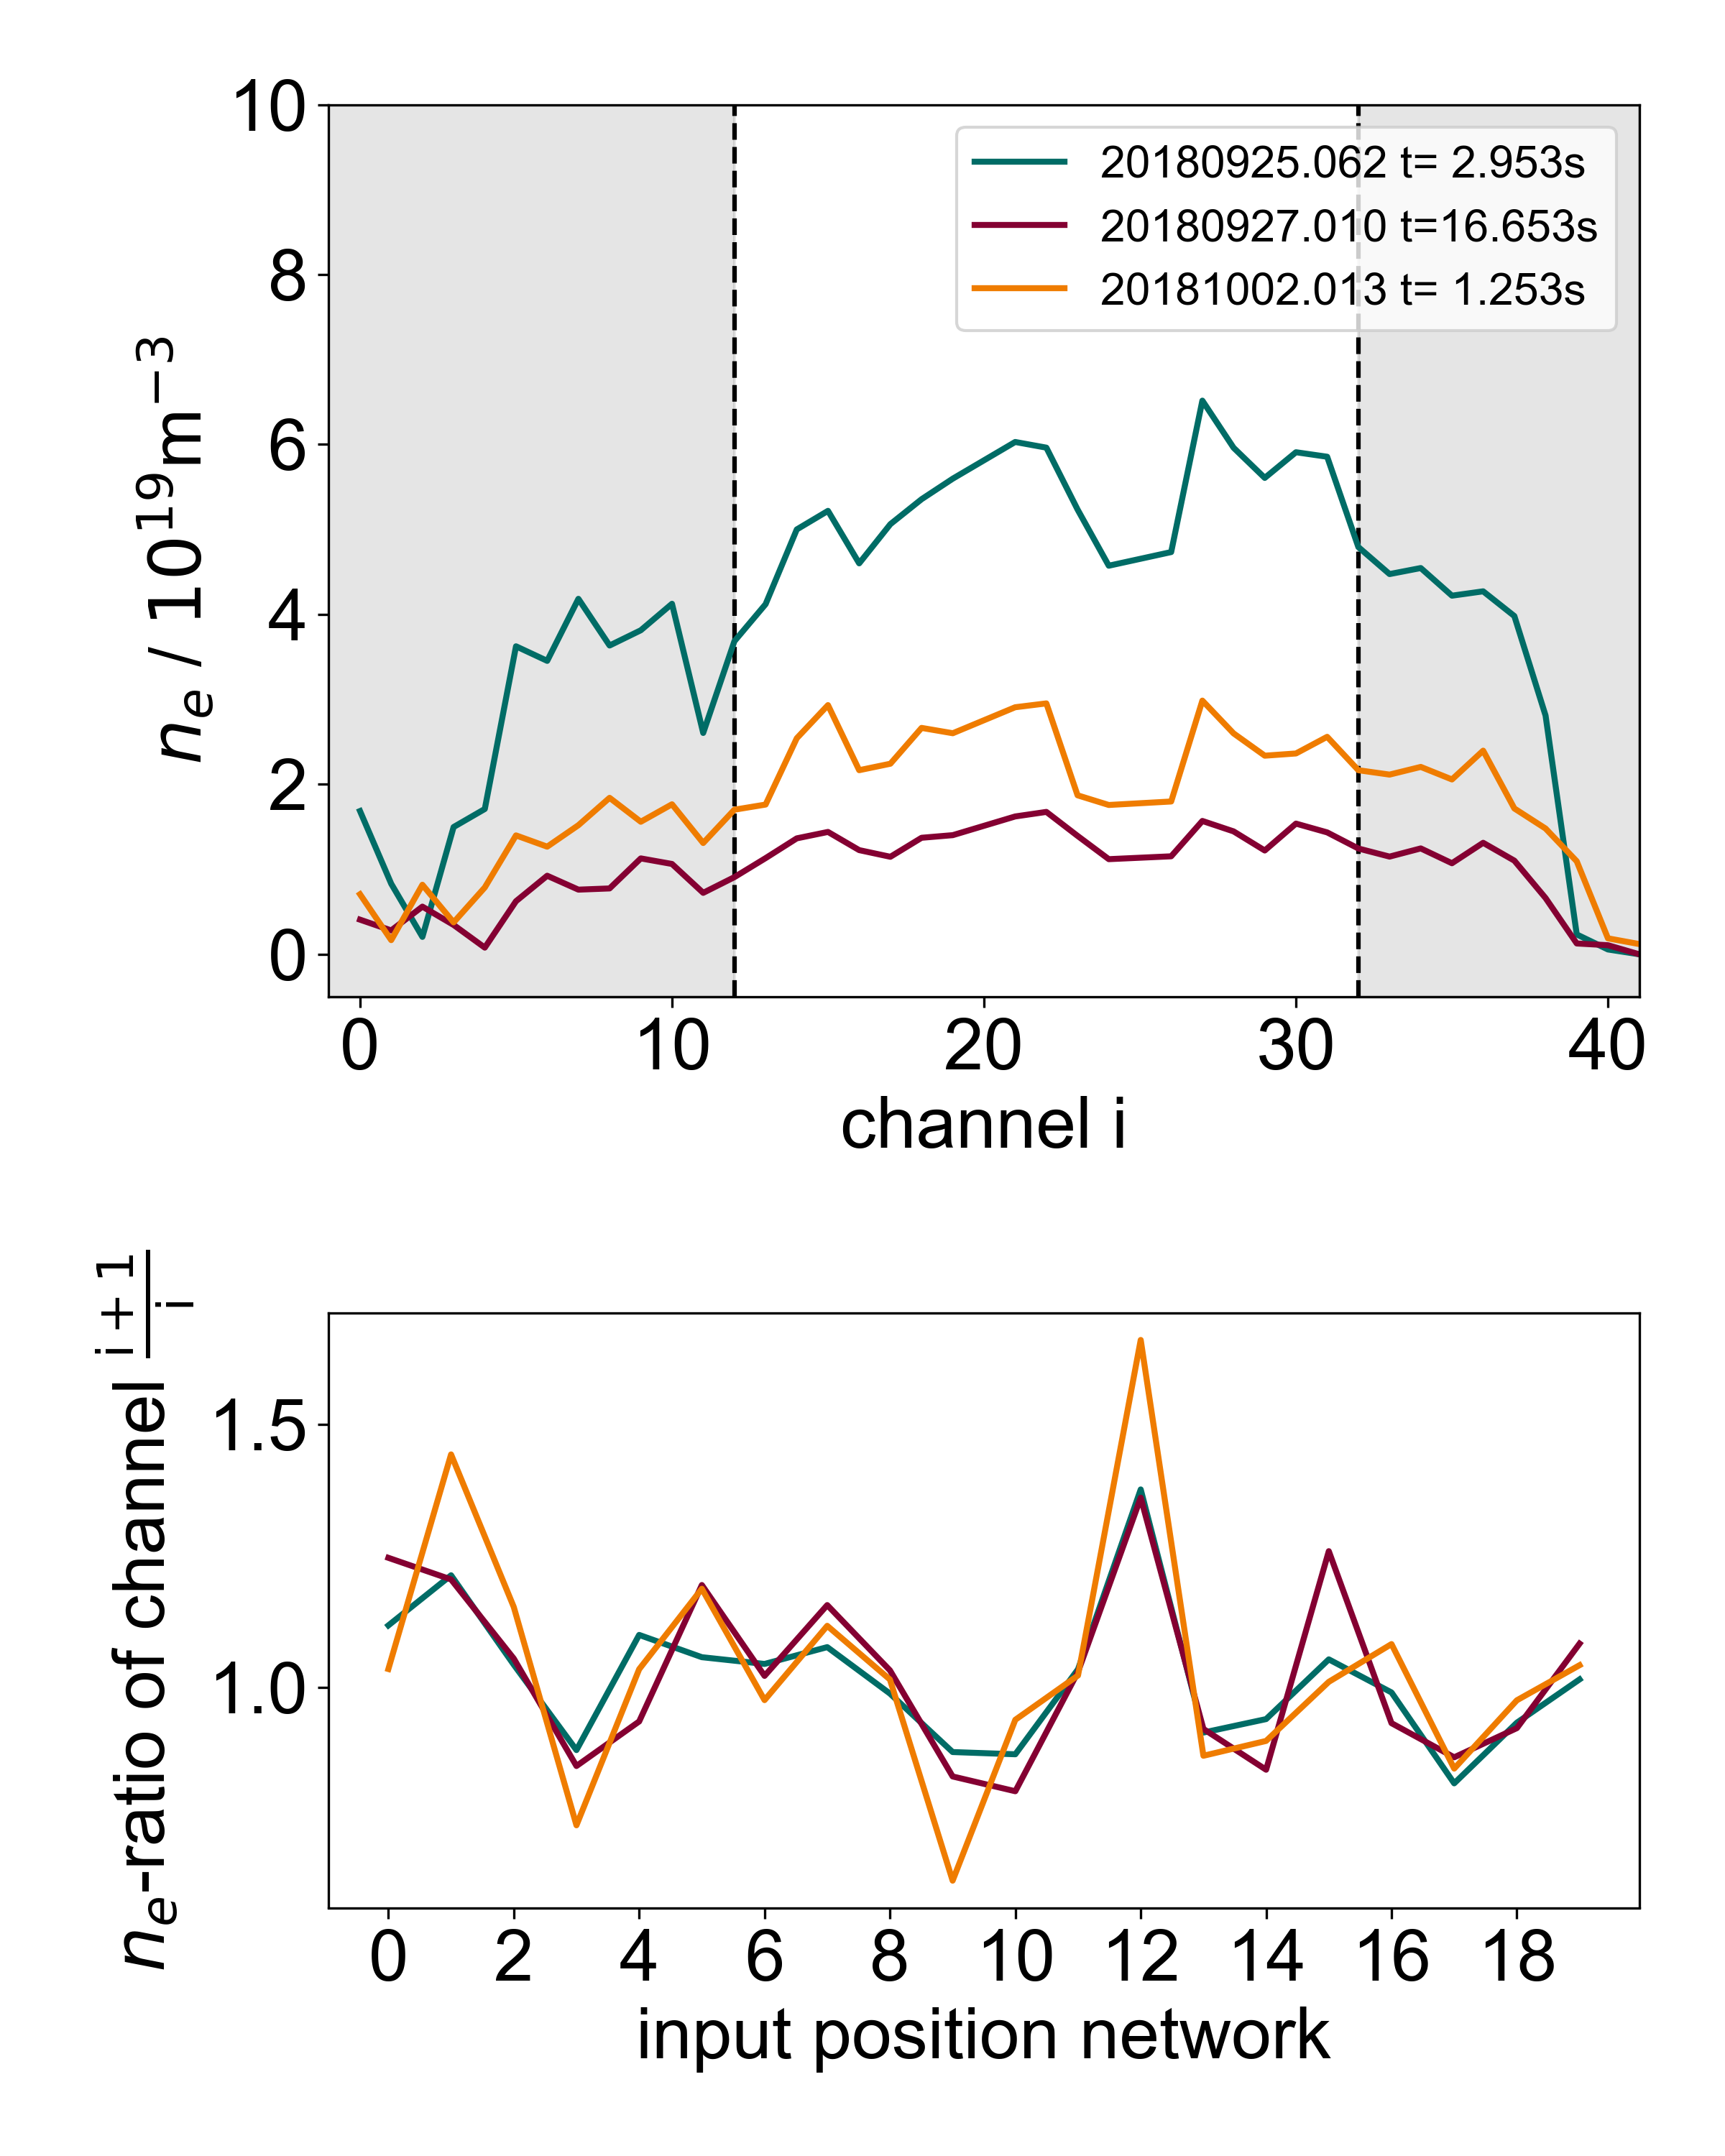 10
8
6
4
2
0
n_e / 10^19 m^−3
20180925.062 t= 2.953s
20180927.010 t=16.653s
20181002.013 t= 1.253s
0 10 20 30 40
channel i
n_e-ratio of channel (i+1)/i
1.5
1.0
0 2 4 6 8 10 12 14 16 18
input position network